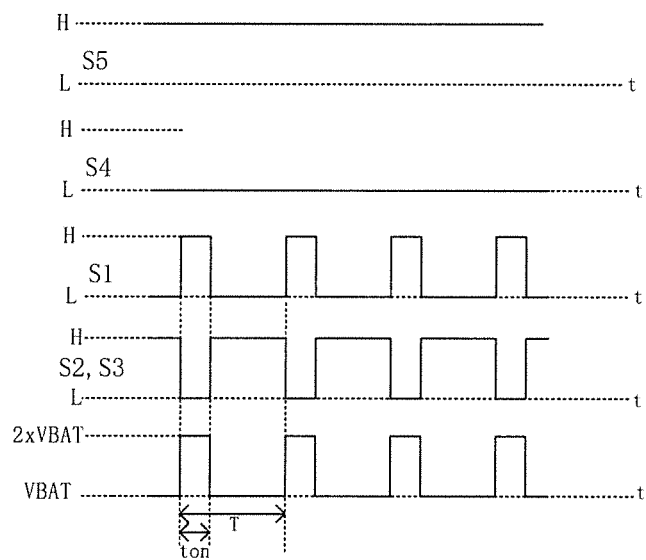 H
S5
L t
H
S4
L t
H
S1
L t
H
S2, S3
L t
2xVBAT
VBAT t
T
ton